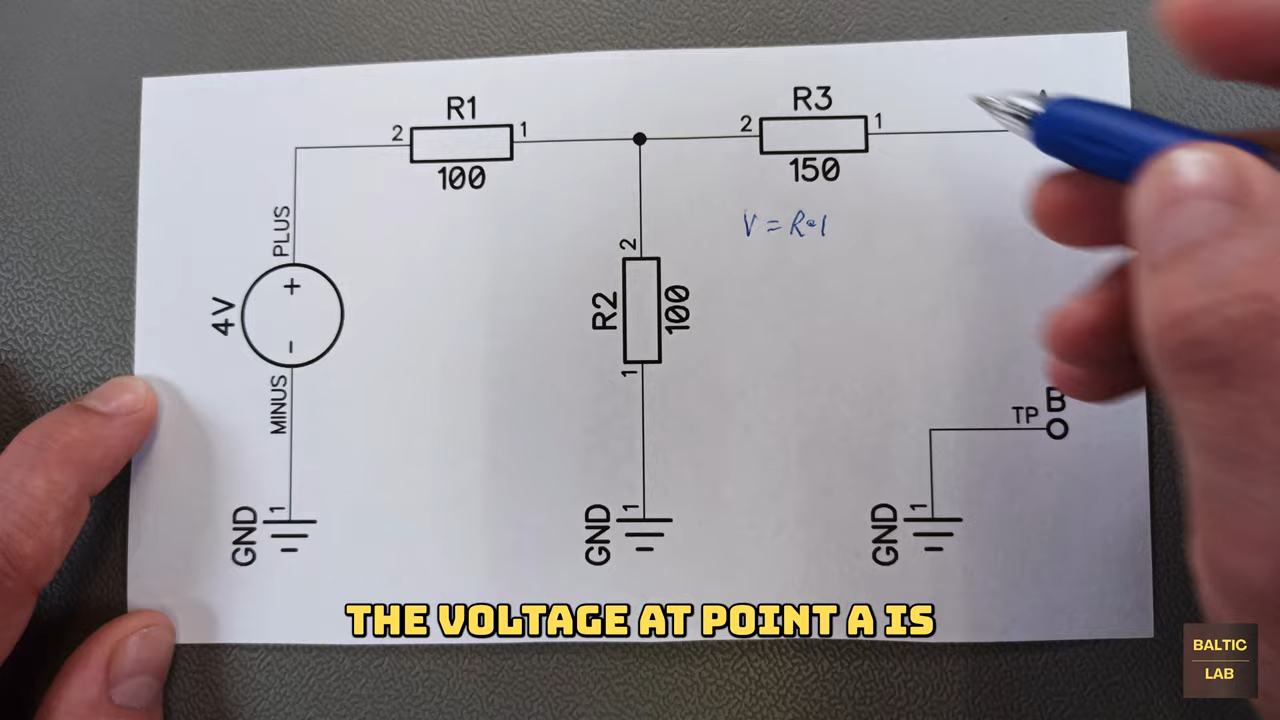 R1
R3
2
1
2
1
100
150
PLUS
V = R•I
2
+
4V
R2
100
-
1
MINUS
B
TP
1
1
1
GND
GND
GND
THE VOLTAGE AT POINT A IS
BALTIC
LAB